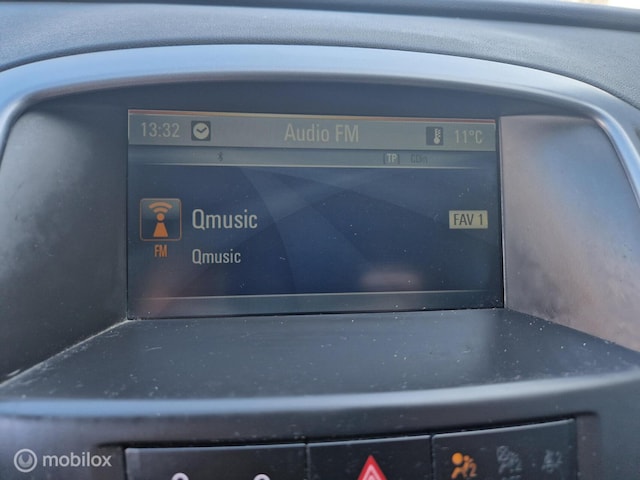 13:32 Audio FM 11°C
TP
Qmusic FAV 1
FM
Qmusic
mobilox